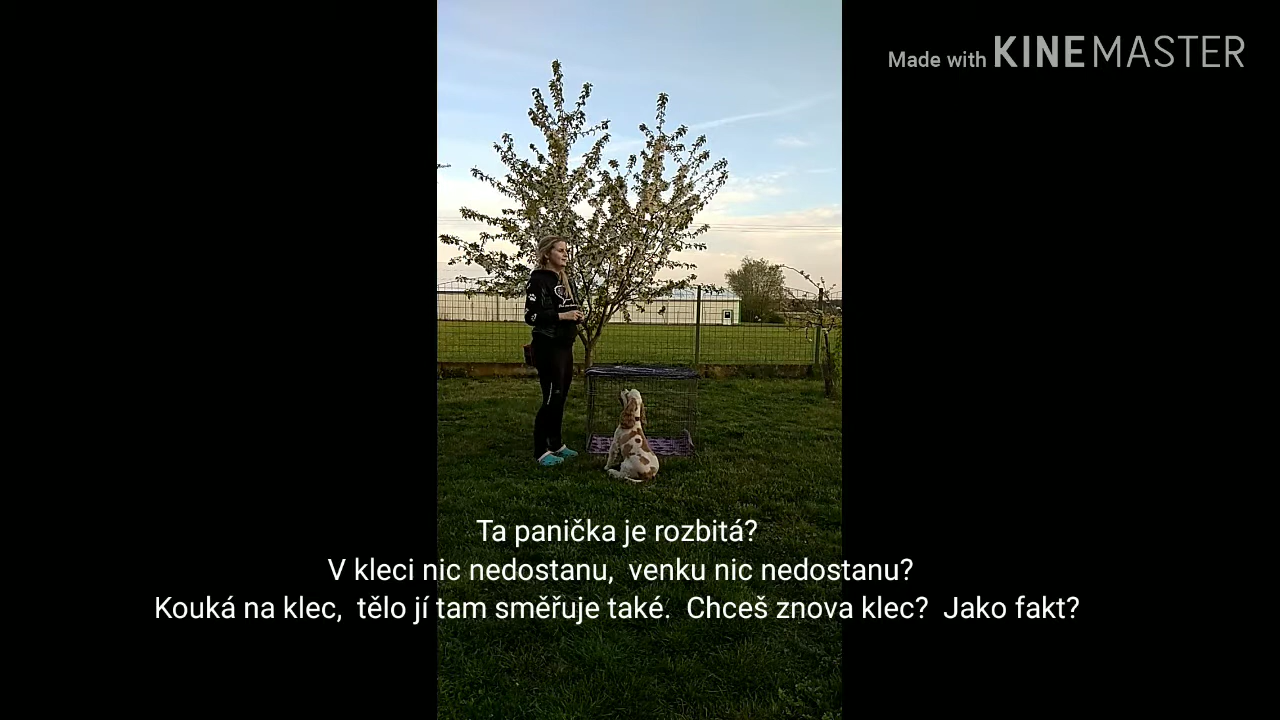 Made with KINEMASTER
Ta panička je rozbitá?
V kleci nic nedostanu, venku nic nedostanu?
Kouká na klec, tělo jí tam směřuje také. Chceš znova klec? Jako fakt?